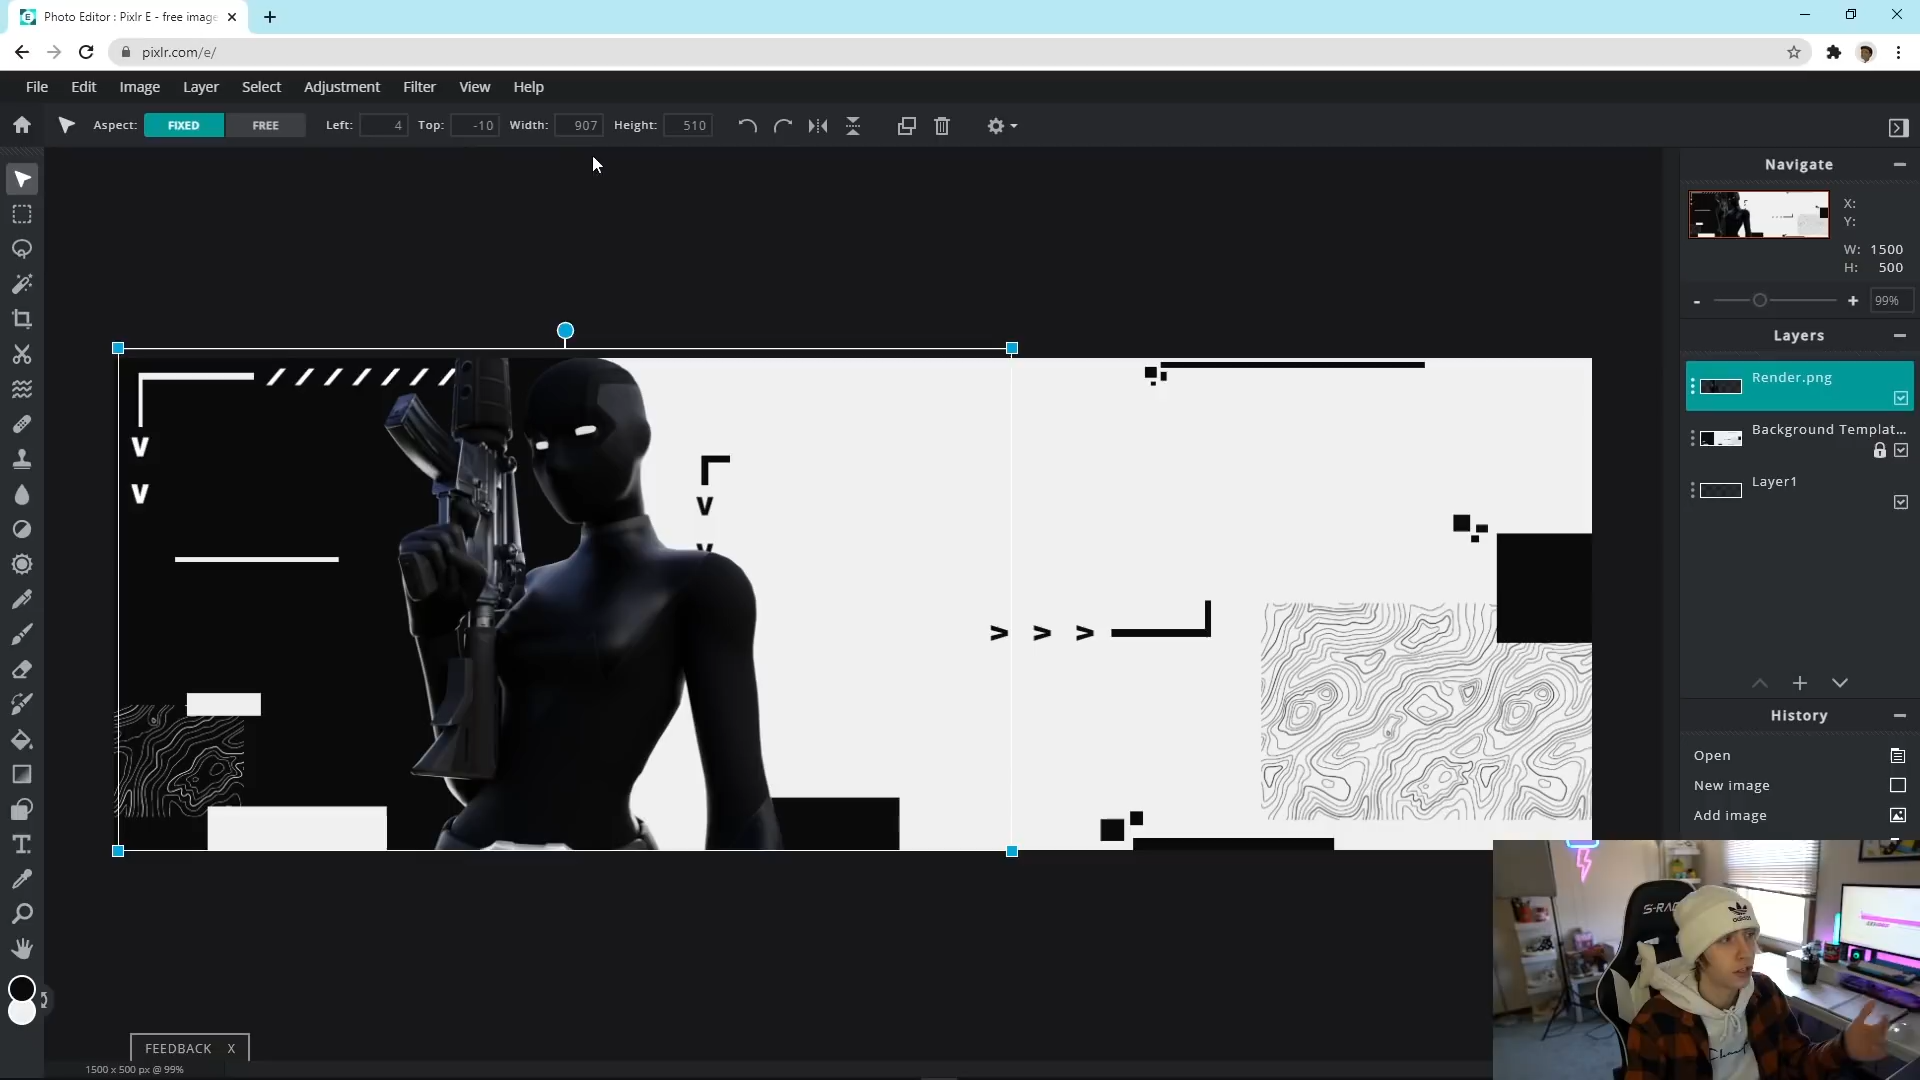 Photo Editor : Pixlr E - free image
pixlr.com/e/
File Edit Image Layer Select Adjustment Filter View Help
Aspect: FIXED FREE Left: 4 Top: -10 Width: 907 Height: 510
Navigate
X:
Y:
W: 1500
H: 500
- + 99%
Layers
Render.png
Background Templat...
Layer1
V
V
V
V
> > >
History
Open
New image
Add image
S-RAC
adidas
FEEDBACK X
1500 x 500 px @ 99%